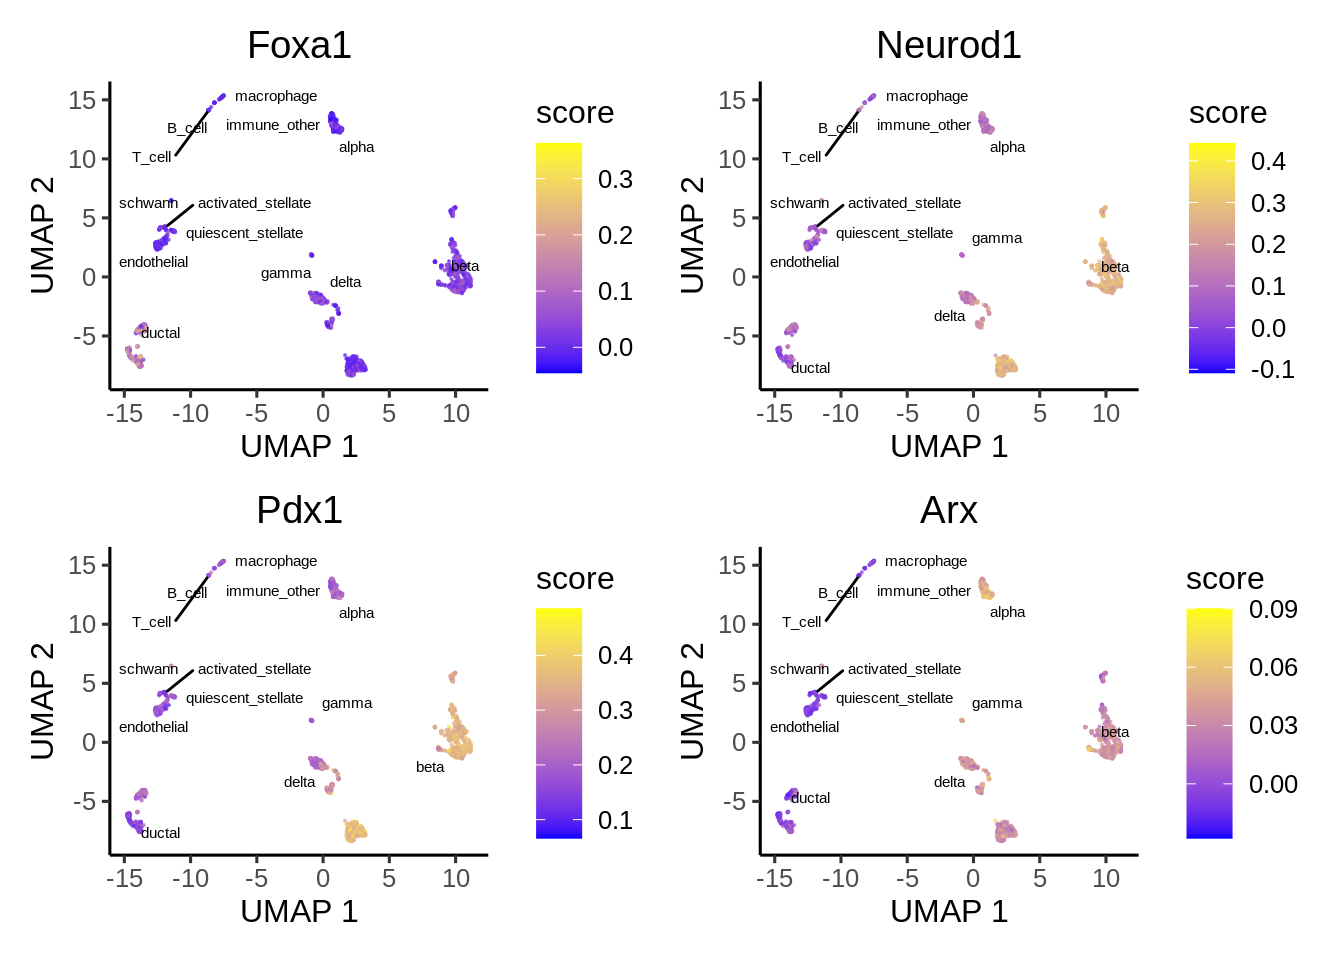 Foxa1
UMAP 2
15
10
5
0
-5
macrophage
B_cell
immune_other
T_cell
alpha
schwann
activated_stellate
quiescent_stellate
endothelial
gamma
delta
beta
ductal
-15 -10 -5 0 5 10
UMAP 1
score
0.3
0.2
0.1
0.0
Neurod1
UMAP 2
15
10
5
0
-5
macrophage
B_cell
immune_other
T_cell
alpha
schwann
activated_stellate
quiescent_stellate
gamma
endothelial
beta
delta
ductal
-15 -10 -5 0 5 10
UMAP 1
score
0.4
0.3
0.2
0.1
0.0
-0.1
Pdx1
UMAP 2
15
10
5
0
-5
macrophage
B_cell
immune_other
T_cell
alpha
schwann
activated_stellate
quiescent_stellate
gamma
endothelial
beta
delta
ductal
-15 -10 -5 0 5 10
UMAP 1
score
0.4
0.3
0.2
0.1
Arx
UMAP 2
15
10
5
0
-5
macrophage
B_cell
immune_other
T_cell
alpha
schwann
activated_stellate
quiescent_stellate
gamma
endothelial
beta
delta
ductal
-15 -10 -5 0 5 10
UMAP 1
score
0.09
0.06
0.03
0.00